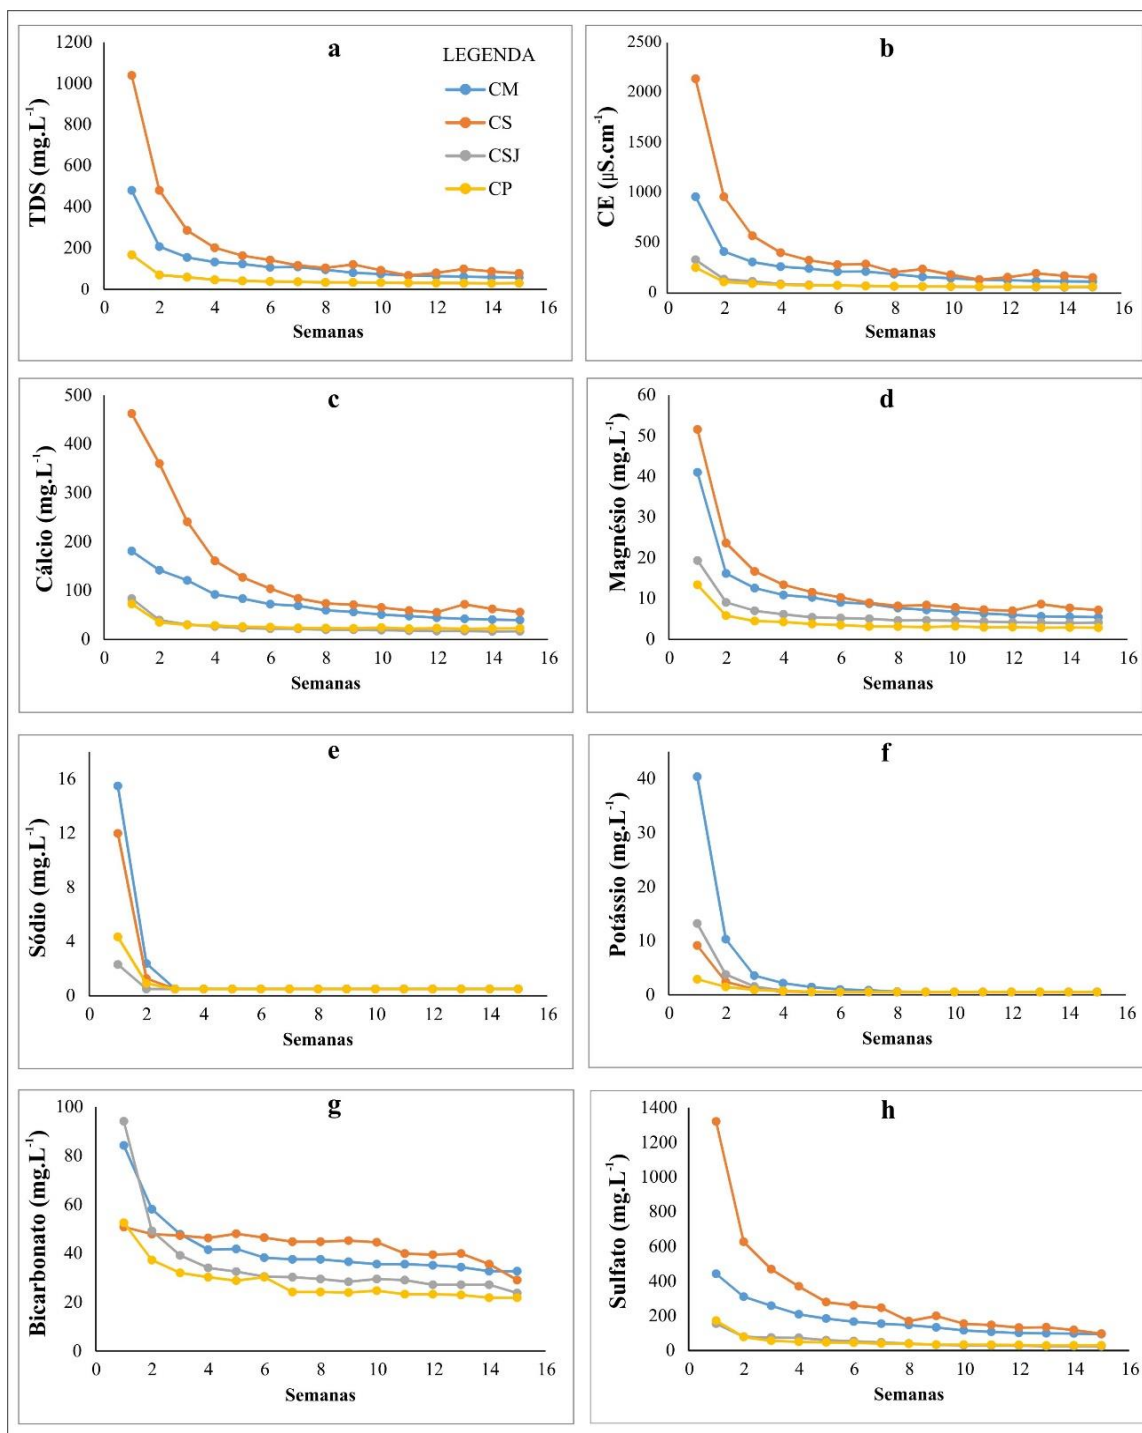 a
LEGENDA
CM
CS
CSJ
CP
TDS (mg.L-1)
1200
1000
800
600
400
200
0
0 2 4 6 8 10 12 14 16
Semanas
b
CE (µS.cm-1)
2500
2000
1500
1000
500
0
0 2 4 6 8 10 12 14 16
Semanas
c
Cálcio (mg.L-1)
500
400
300
200
100
0
0 2 4 6 8 10 12 14 16
Semanas
d
Magnésio (mg.L-1)
60
50
40
30
20
10
0
0 2 4 6 8 10 12 14 16
Semanas
e
Sódio (mg.L-1)
16
12
8
4
0
0 2 4 6 8 10 12 14 16
Semanas
f
Potássio (mg.L-1)
40
30
20
10
0
0 2 4 6 8 10 12 14 16
Semanas
g
Bicarbonato (mg.L-1)
100
80
60
40
20
0
0 2 4 6 8 10 12 14 16
Semanas
h
Sulfato (mg.L-1)
1400
1200
1000
800
600
400
200
0
0 2 4 6 8 10 12 14 16
Semanas